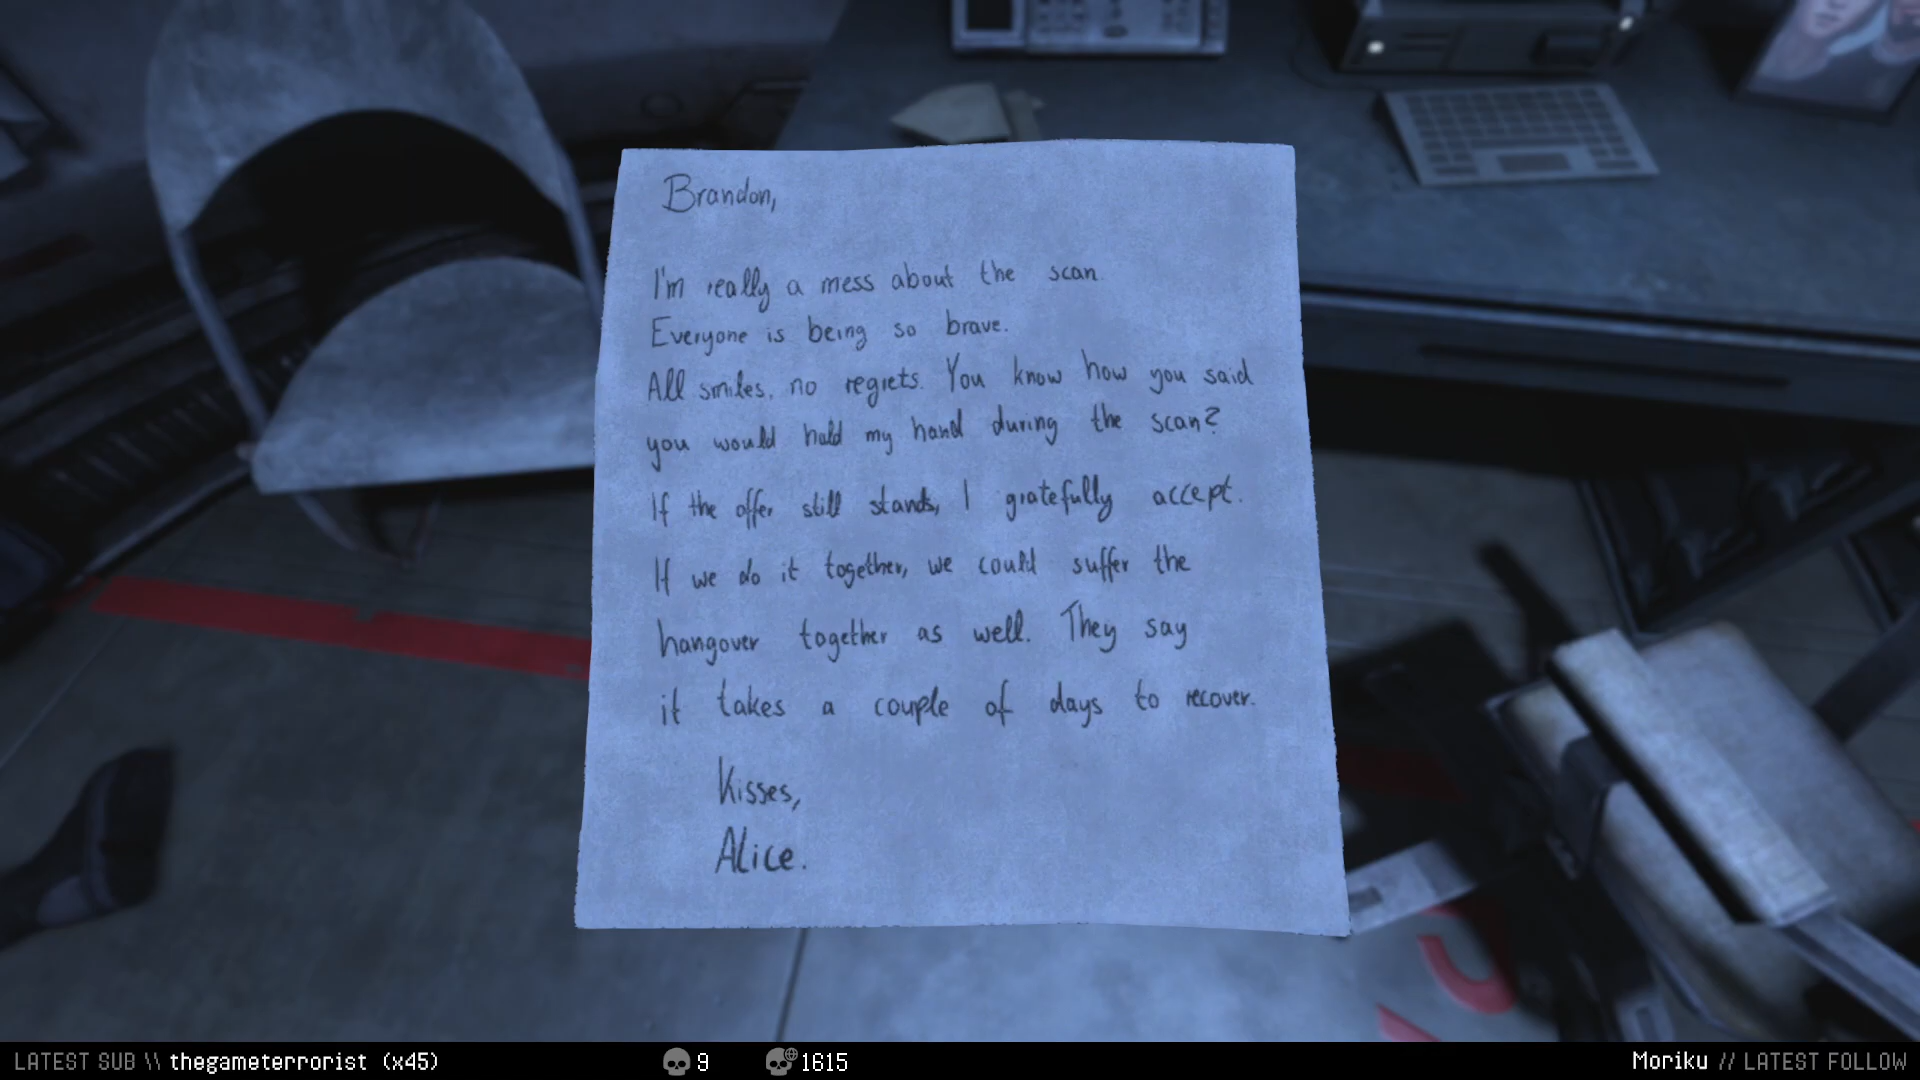 Brandon,
I'm really a mess about the scan
Everyone is being so brave.
All smiles, no regrets. You know how you said
you would hold my hand during the scan?
If the offer still stands, I gratefully accept.
If we do it together, we could suffer the
hangover together as well. They say
it takes a couple of days to recover.
Kisses,
Alice.
LATEST SUB \\ thegameterrorist (x45) 9 1615 Moriku // LATEST FOLLOW